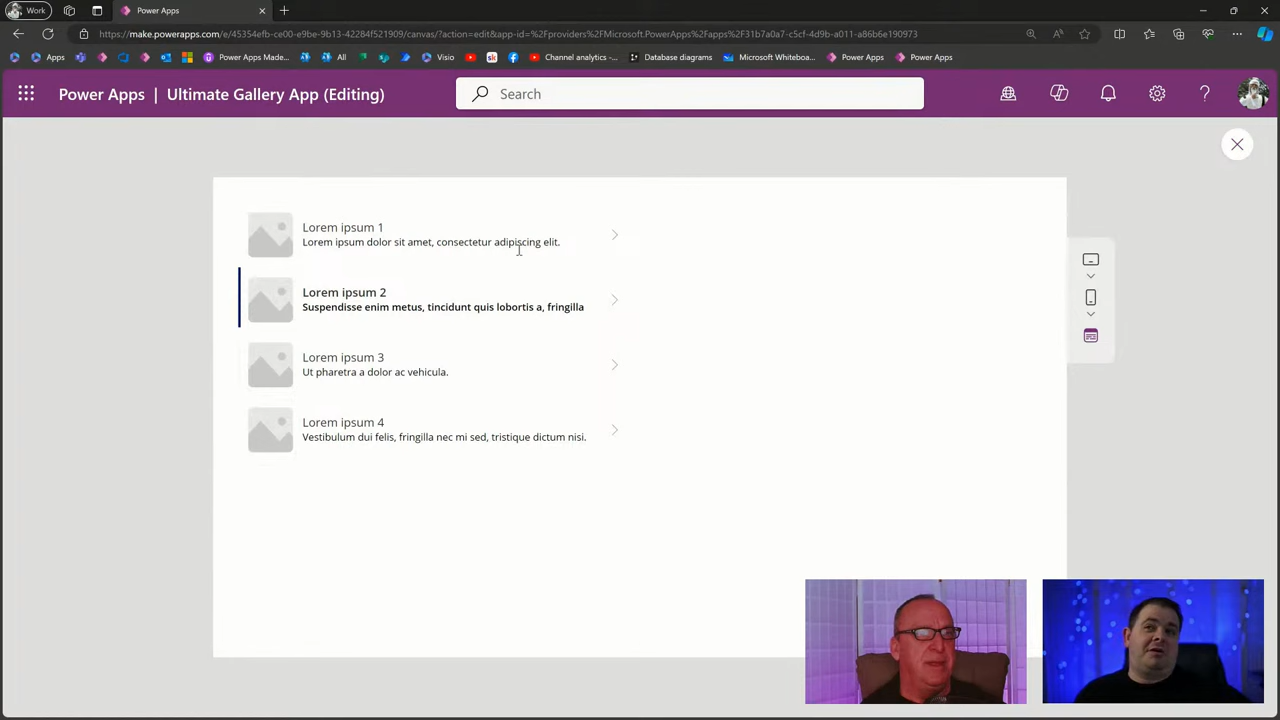 Work
Power Apps
https://make.powerapps.com/e/45354efb-ce00-e9be-9b13-42284f521909/canvas/?action=edit&app-id=%2Fproviders%2FMicrosoft.PowerApps%2Fapps%2F31b7a0a7-c5cf-4d9b-a011-a86b6e190973
Apps
Power Apps Made...
All
Visio
Channel analytics -...
Database diagrams
Microsoft Whiteboa...
Power Apps
Power Apps
Power Apps | Ultimate Gallery App (Editing)
Search
Lorem ipsum 1
Lorem ipsum dolor sit amet, consectetur adipiscing elit.
Lorem ipsum 2
Suspendisse enim metus, tincidunt quis lobortis a, fringilla
Lorem ipsum 3
Ut pharetra a dolor ac vehicula.
Lorem ipsum 4
Vestibulum dui felis, fringilla nec mi sed, tristique dictum nisi.